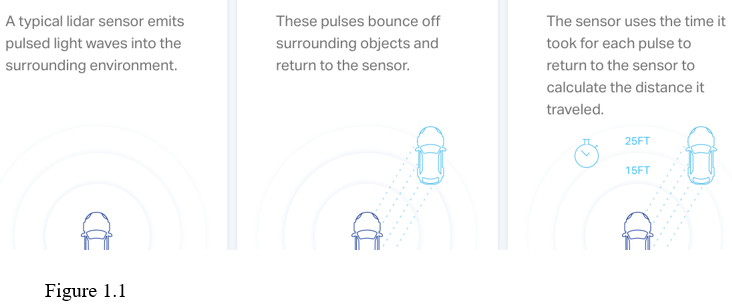 A typical lidar sensor emits
pulsed light waves into the
surrounding environment.
These pulses bounce off
surrounding objects and
return to the sensor.
The sensor uses the time it
took for each pulse to
return to the sensor to
calculate the distance it
traveled.
25FT
15FT
Figure 1.1